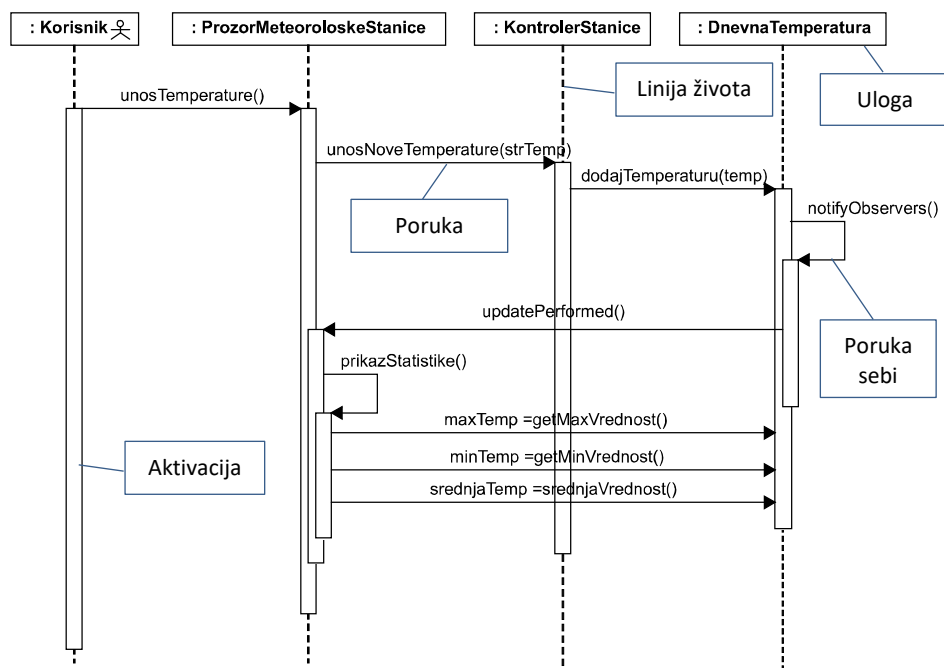 : Korisnik
: ProzorMeteoroloskeStanice
: KontrolerStanice
: DnevnaTemperatura
Linija života
Uloga
unosTemperature()
unosNoveTemperature(strTemp)
dodajTemperaturu(temp)
Poruka
notifyObservers()
updatePerformed()
Poruka
sebi
prikazStatistike()
maxTemp =getMaxVrednost()
Aktivacija
minTemp =getMinVrednost()
srednjaTemp =srednjaVrednost()